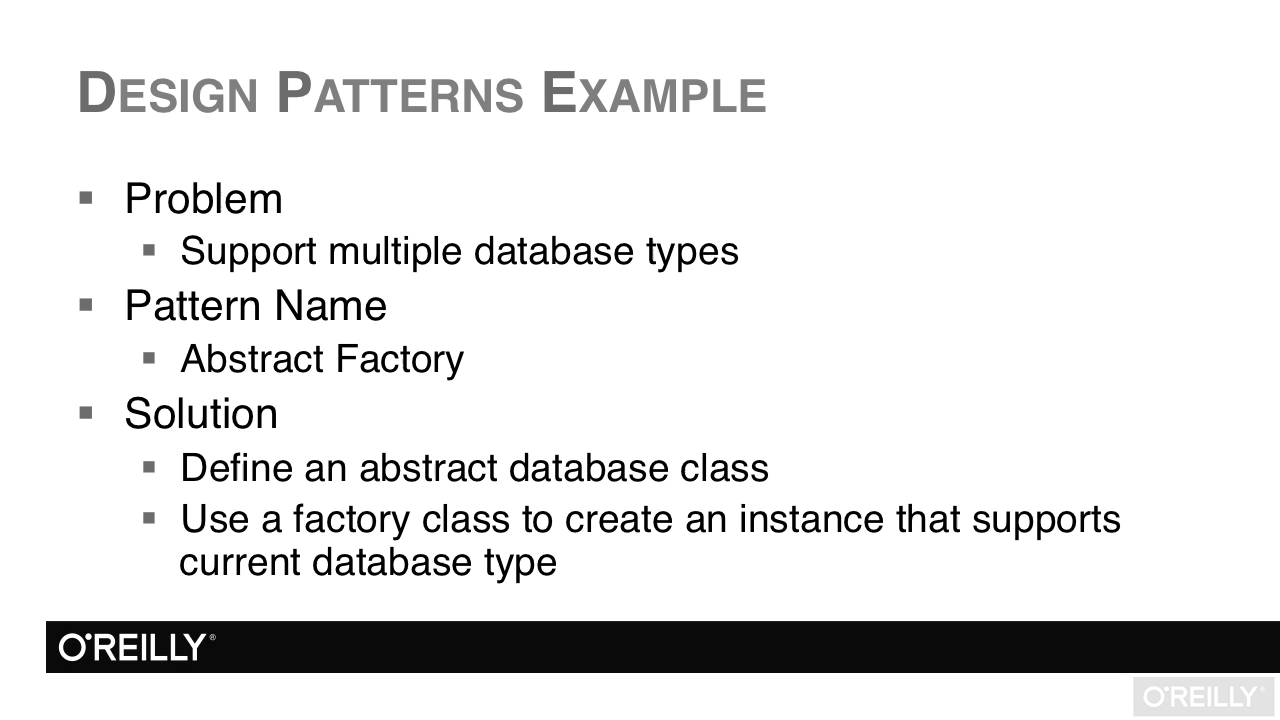 DESIGN PATTERNS EXAMPLE
▪ Problem
▪ Support multiple database types
▪ Pattern Name
▪ Abstract Factory
▪ Solution
▪ Define an abstract database class
▪ Use a factory class to create an instance that supports
current database type
O'REILLY®
O'REILLY®